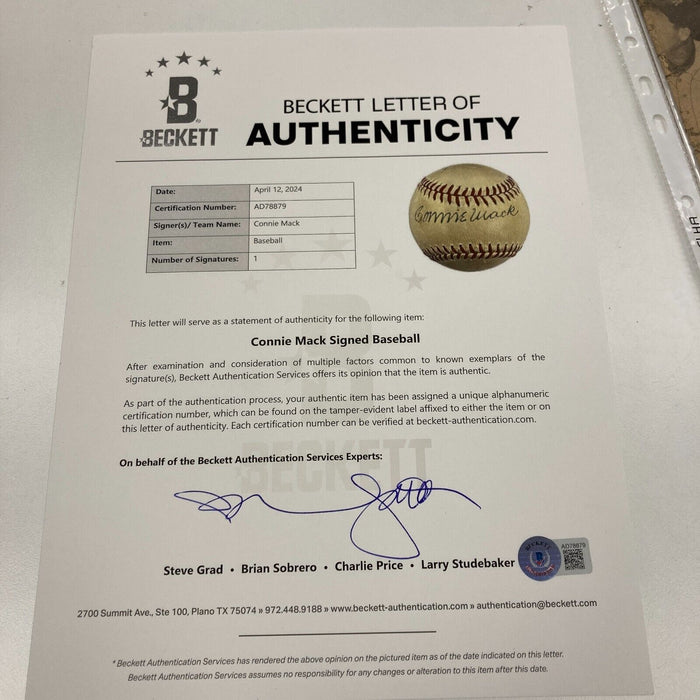 B
BECKETT
BECKETT LETTER OF
AUTHENTICITY
Date: April 12, 2024
Certification Number: AD78879
Signer(s)/ Team Name: Connie Mack
Item: Baseball
Number of Signatures: 1
Connie Mack
This letter will serve as a statement of authenticity for the following item:
Connie Mack Signed Baseball
After examination and consideration of multiple factors common to known exemplars of the
signature(s), Beckett Authentication Services offers its opinion that the item is authentic.
As part of the authentication process, your authentic item has been assigned a unique alphanumeric
certification number, which can be found on the tamper-evident label affixed to either the item or on
this letter of authenticity. Each certification number can be verified at beckett-authentication.com.
BECKETT
On behalf of the Beckett Authentication Services Experts:
Steve Grad • Brian Sobrero • Charlie Price • Larry Studebaker
BECKETT
AD78879
2700 Summit Ave., Ste 100, Plano TX 75074 » 972.448.9188 » www.beckett-authentication.com » authentication@beckett.com
* Beckett Authentication Services has rendered the above opinion on the pictured item as of the date indicated on this letter.
Beckett Authentication Services assumes no responsibility for any changes or alteration to this item after this date.